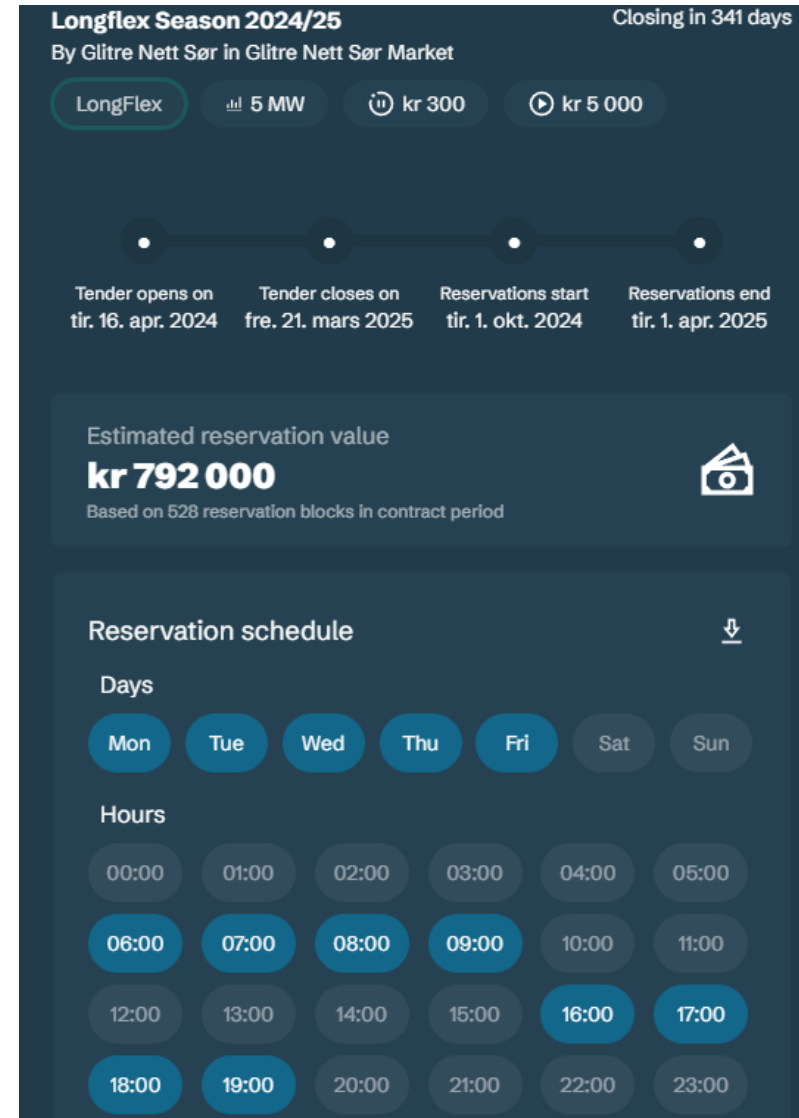 Longflex Season 2024/25
Closing in 341 days
By Glitre Nett Sør in Glitre Nett Sør Market
LongFlex
5 MW
kr 300
kr 5 000
Tender opens on
tir. 16. apr. 2024
Tender closes on
fre. 21. mars 2025
Reservations start
tir. 1. okt. 2024
Reservations end
tir. 1. apr. 2025
Estimated reservation value
kr 792 000
Based on 528 reservation blocks in contract period
Reservation schedule
Days
Mon Tue Wed Thu Fri Sat Sun
Hours
00:00 01:00 02:00 03:00 04:00 05:00
06:00 07:00 08:00 09:00 10:00 11:00
12:00 13:00 14:00 15:00 16:00 17:00
18:00 19:00 20:00 21:00 22:00 23:00